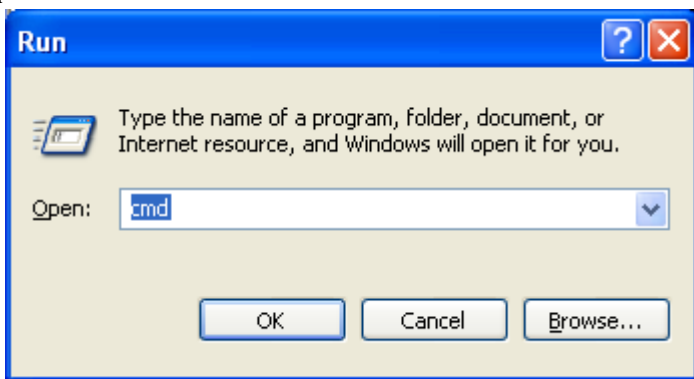 Run
Type the name of a program, folder, document, or
Internet resource, and Windows will open it for you.
Open: cmd
OK Cancel Browse...